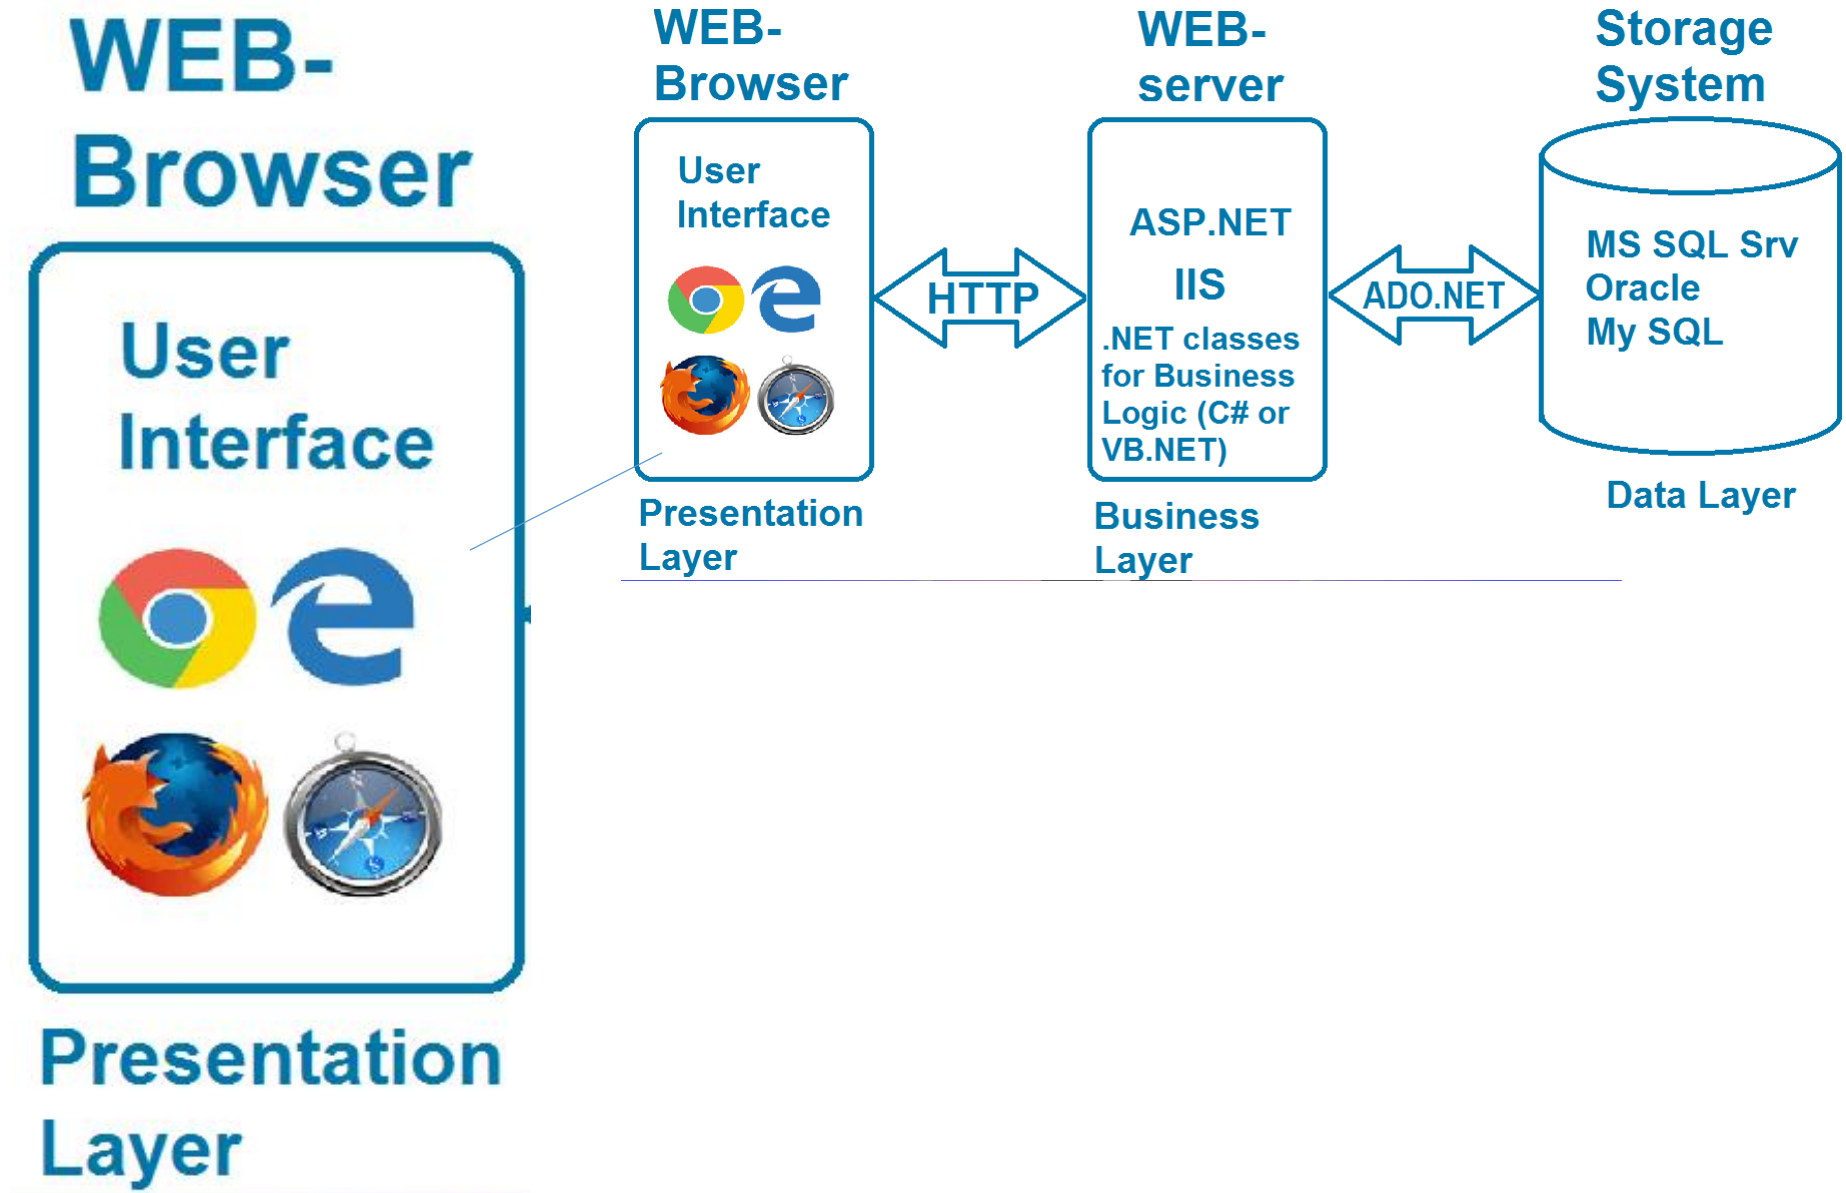 WEB-
Browser
User
Interface
Presentation
Layer
WEB-
Browser
User
Interface
Presentation
Layer
HTTP
WEB-
server
ASP.NET
IIS
.NET classes
for Business
Logic (C# or
VB.NET)
Business
Layer
ADO.NET
Storage
System
MS SQL Srv
Oracle
My SQL
Data Layer